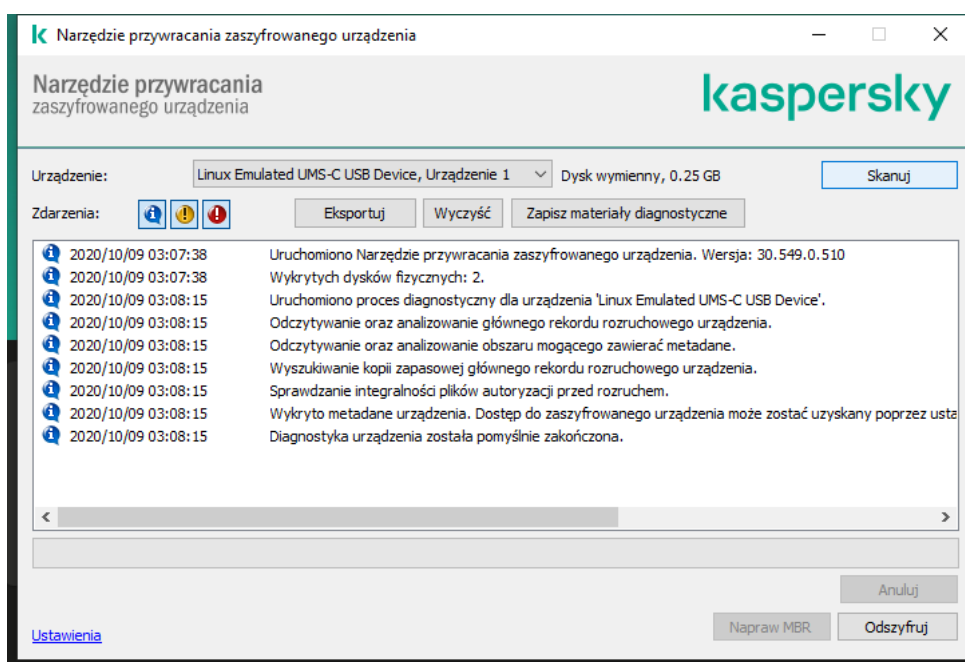 Narzędzie przywracania zaszyfrowanego urządzenia
Narzędzie przywracania
zaszyfrowanego urządzenia
kaspersky
Urządzenie: Linux Emulated UMS-C USB Device, Urządzenie 1 Dysk wymienny, 0.25 GB Skanuj
Zdarzenia: Eksportuj Wyczyść Zapisz materiały diagnostyczne
2020/10/09 03:07:38 Uruchomiono Narzędzie przywracania zaszyfrowanego urządzenia. Wersja: 30.549.0.510
2020/10/09 03:07:38 Wykrytych dysków fizycznych: 2.
2020/10/09 03:08:15 Uruchomiono proces diagnostyczny dla urządzenia 'Linux Emulated UMS-C USB Device'.
2020/10/09 03:08:15 Odczytywanie oraz analizowanie głównego rekordu rozruchowego urządzenia.
2020/10/09 03:08:15 Odczytywanie oraz analizowanie obszaru mogącego zawierać metadane.
2020/10/09 03:08:15 Wyszukiwanie kopii zapasowej głównego rekordu rozruchowego urządzenia.
2020/10/09 03:08:15 Sprawdzanie integralności plików autoryzacji przed rozruchem.
2020/10/09 03:08:15 Wykryto metadane urządzenia. Dostęp do zaszyfrowanego urządzenia może zostać uzyskany poprzez usta
2020/10/09 03:08:15 Diagnostyka urządzenia została pomyślnie zakończona.
Anuluj
Ustawienia Napraw MBR Odszyfruj